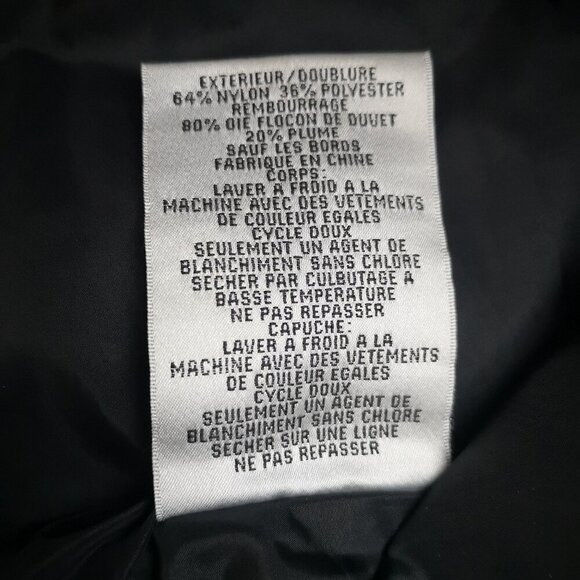 EXTERIEUR/DOUBLURE
64% NYLON 36% POLYESTER
REMBOURRAGE
80% OIE FLOCON DE DUVET
20% PLUME
SAUF LES BORDS
FABRIQUE EN CHINE
CORPS:
LAVER A FROID A LA
MACHINE AVEC DES VETEMENTS
DE COULEUR EGALES
CYCLE DOUX
SEULEMENT UN AGENT DE
BLANCHIMENT SANS CHLORE
SECHER PAR CULBUTAGE A
BASSE TEMPERATURE
NE PAS REPASSER
CAPUCHE:
LAVER A FROID A LA
MACHINE AVEC DES VETEMENTS
DE COULEUR EGALES
CYCLE DOUX
SEULEMENT UN AGENT DE
BLANCHIMENT SANS CHLORE
SECHER SUR UNE LIGNE
NE PAS REPASSER